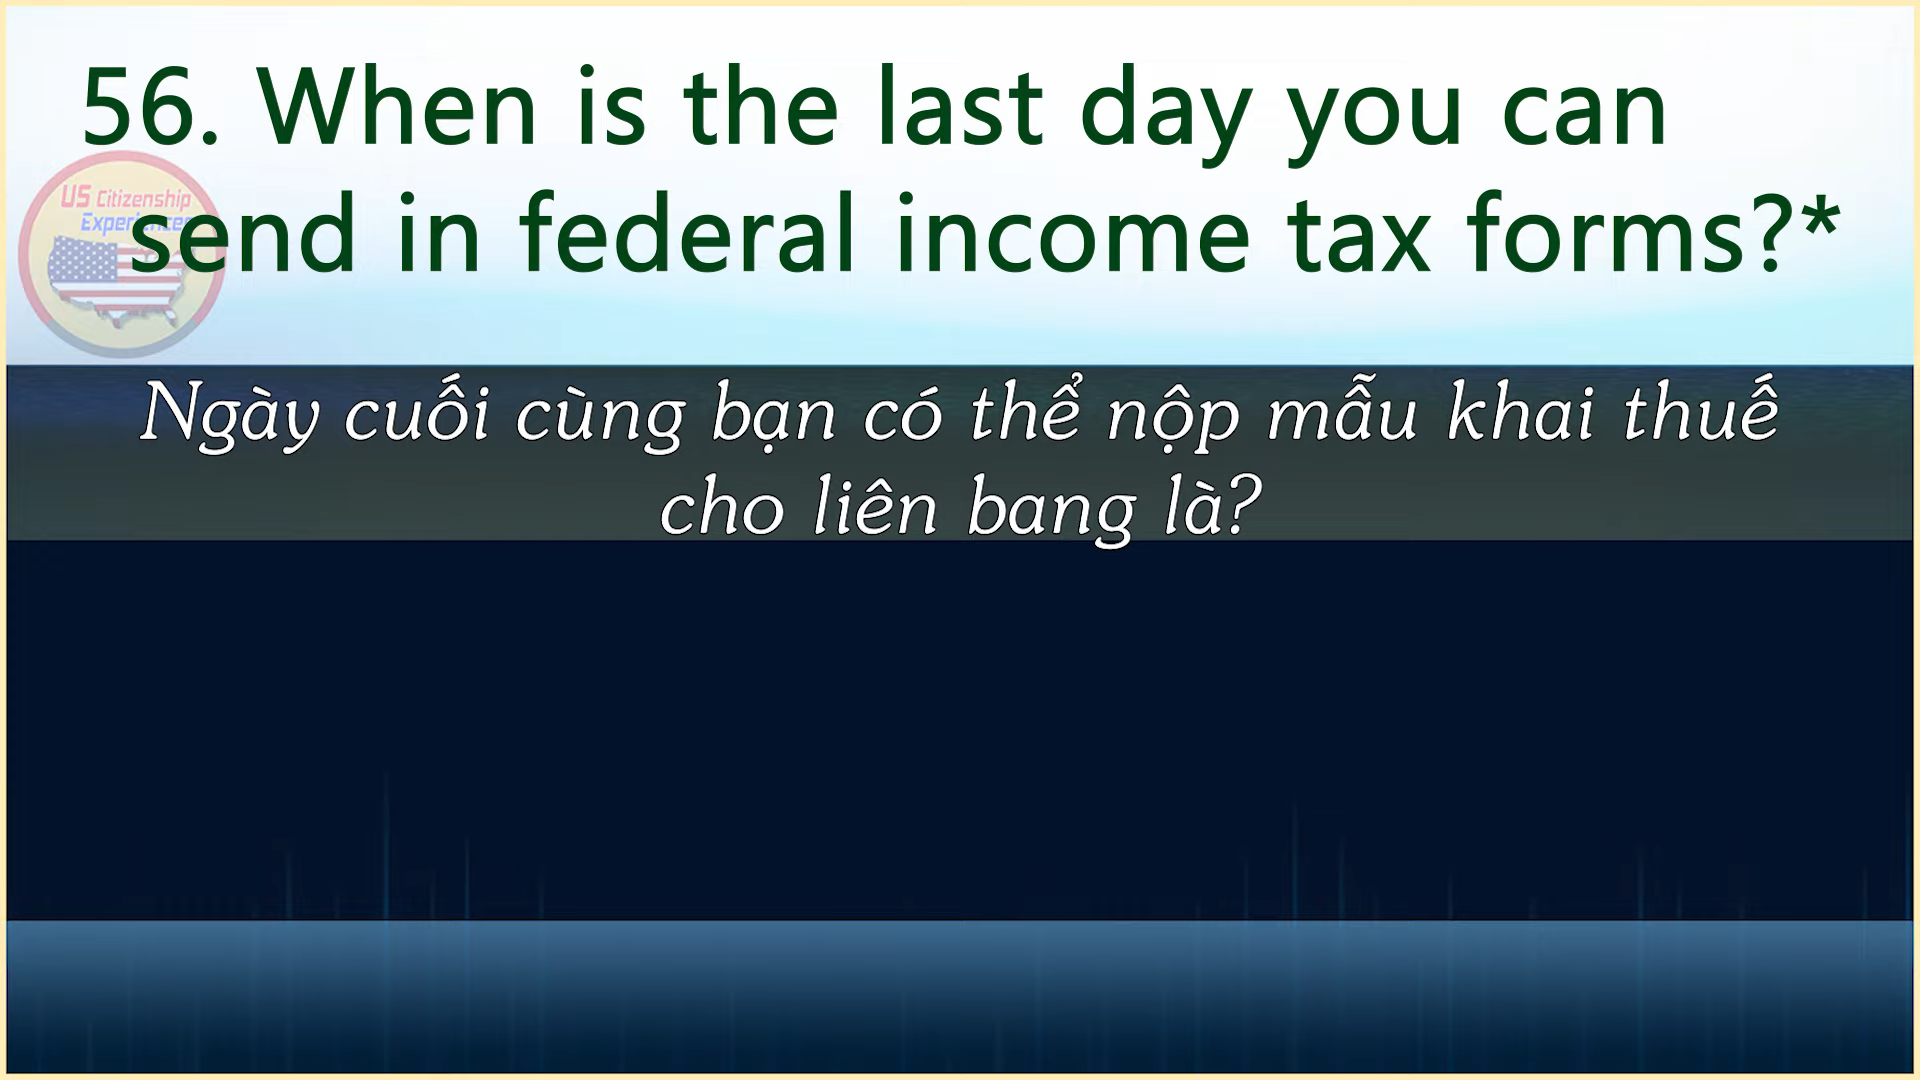 56. When is the last day you can
US Citizenship
Experiences
send in federal income tax forms?*
Ngày cuối cùng bạn có thể nộp mẫu khai thuế
cho liên bang là?